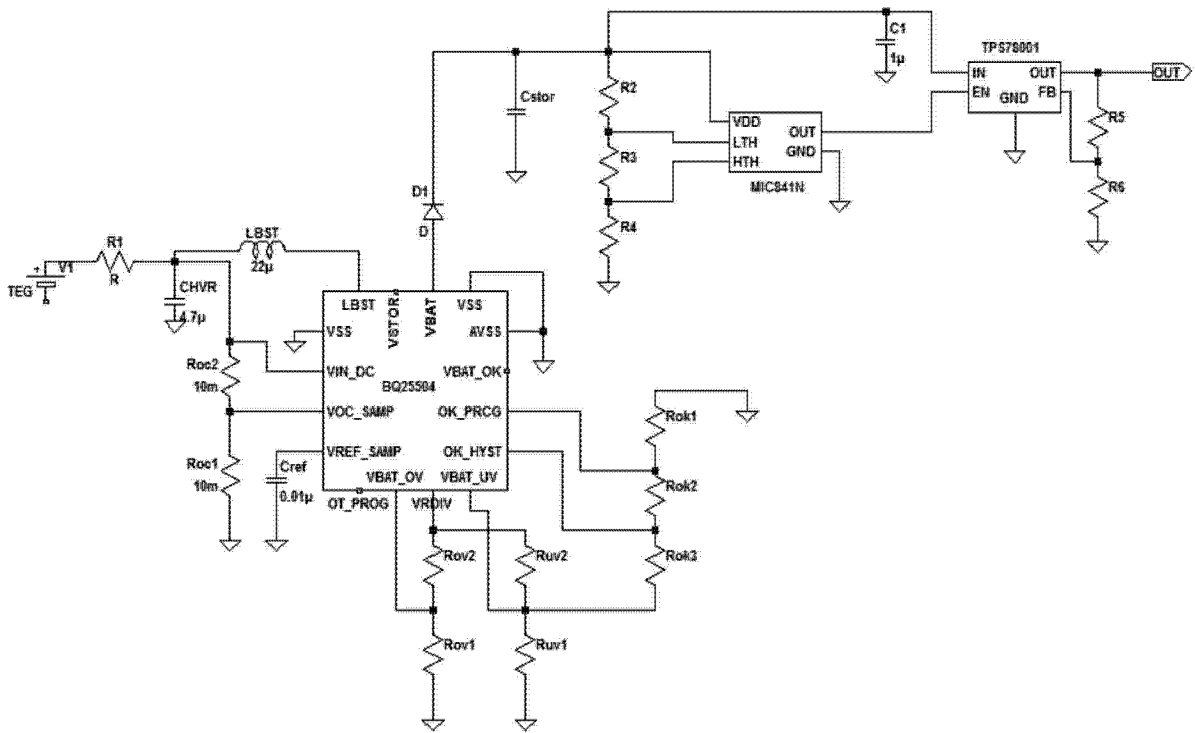 C1
1µ
TPS78001
IN
OUT
EN
FB
GND
OUT
R5
R6
Cstor
R2
R3
R4
VDD
OUT
LTH
GND
HTH
MIC841N
D1
D
R1
R
LBST
22µ
V1
+
TEG
CHVR
4.7µ
LBST
VSTOR
VBAT
VSS
VSS
AVSS
VIN_DC
VBAT_OK
BQ25504
VOC_SAMP
OK_PRCG
VREF_SAMP
OK_HYST
VBAT_OV
VBAT_UV
OT_PROG
VRDIV
Roc2
10m
Roc1
10m
Cref
0.01µ
Rok1
Rok2
Rok3
Rov2
Ruv2
Rov1
Ruv1